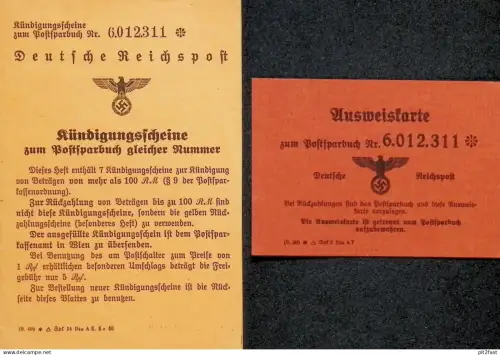 Kündigungsscheine
zum Postsparbuch Nr. 6.012.311 ❊
Deutsche Reichspost
Kündigungsscheine
zum Postsparbuch gleicher Nummer
Dieses Heft enthält 7 Kündigungsscheine zur Kündigung
von Beträgen von mehr als 100 RM (§ 9 der Postspar-
kassenordnung).
Zur Rückzahlung von Beträgen bis zu 100 RM sind
nicht diese Kündigungsscheine, sondern die gelben Rück-
zahlungsscheine (besonderes Heft) zu verwenden.
Der ausgefüllte Kündigungsschein ist dem Postspar-
kassenamt in Wien zu übersenden.
Bei Benutzung des am Postschalter zum Preise von
1 Rpf erhältlichen besonderen Umschlags beträgt die Frei-
gebühr nur 5 Rpf.
Zur Bestellung neuer Kündigungsscheine ist die Rück-
seite dieses Blattes zu benutzen.
Ausweiskarte
zum Postsparbuch Nr. 6.012.311 ❊
Deutsche Reichspost
Bei Rückzahlungen sind das Postsparbuch und diese Ausweis-
karte vorzulegen.
Die Ausweiskarte ist getrennt vom Postsparbuch
aufzubewahren.
pit2fast